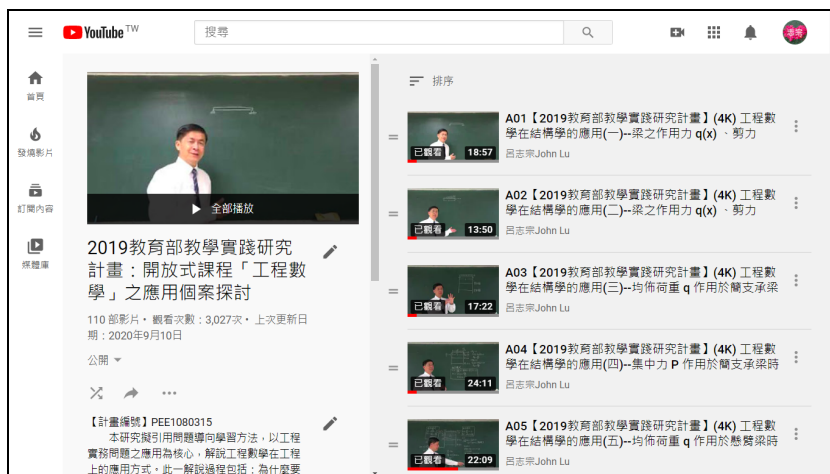 YouTube TW
搜尋
首頁
發燒影片
訂閱內容
媒體庫
全部播放
2019教育部教學實踐研究
計畫：開放式課程「工程數
學」之應用個案探討
110 部影片・ 觀看次數：3,027次・ 上次更新日
期：2020年9月10日
公開
【計畫編號】PEE1080315
本研究擬引用問題導向學習方法，以工程
實務問題之應用為核心，解說工程數學在工程
上的應用方式。此一解說過程包括：為什麼要
排序
已觀看 18:57
A01【2019教育部教學實踐研究計畫】(4K) 工程數
學在結構學的應用(一)--梁之作用力 q(x) 、剪力
呂志宗John Lu
已觀看 13:50
A02【2019教育部教學實踐研究計畫】(4K) 工程數
學在結構學的應用(二)--梁之作用力 q(x) 、剪力
呂志宗John Lu
已觀看 17:22
A03【2019教育部教學實踐研究計畫】(4K) 工程數
學在結構學的應用(三)--均佈荷重 q 作用於簡支承梁
呂志宗John Lu
已觀看 24:11
A04【2019教育部教學實踐研究計畫】(4K) 工程數
學在結構學的應用(四)--集中力 P 作用於簡支承梁時
呂志宗John Lu
已觀看 22:09
A05【2019教育部教學實踐研究計畫】(4K) 工程數
學在結構學的應用(五)--均佈荷重 q 作用於懸臂梁時
呂志宗John Lu